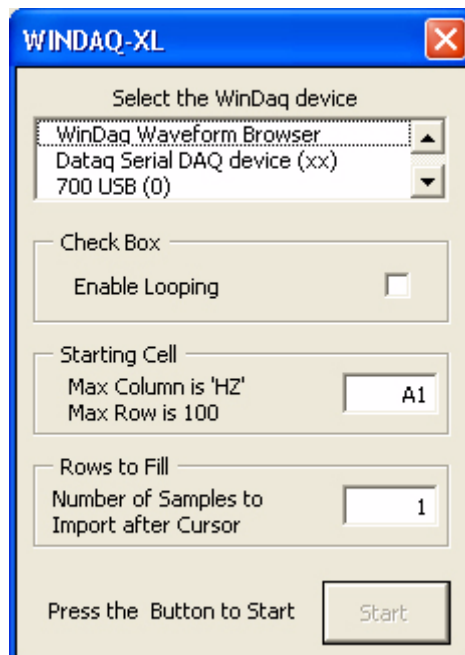 WINDAQ-XL
Select the WinDaq device
WinDaq Waveform Browser
Dataq Serial DAQ device (xx)
700 USB (0)
Check Box
Enable Looping
Starting Cell
Max Column is 'HZ'
Max Row is 100
A1
Rows to Fill
Number of Samples to
Import after Cursor
1
Press the Button to Start
Start